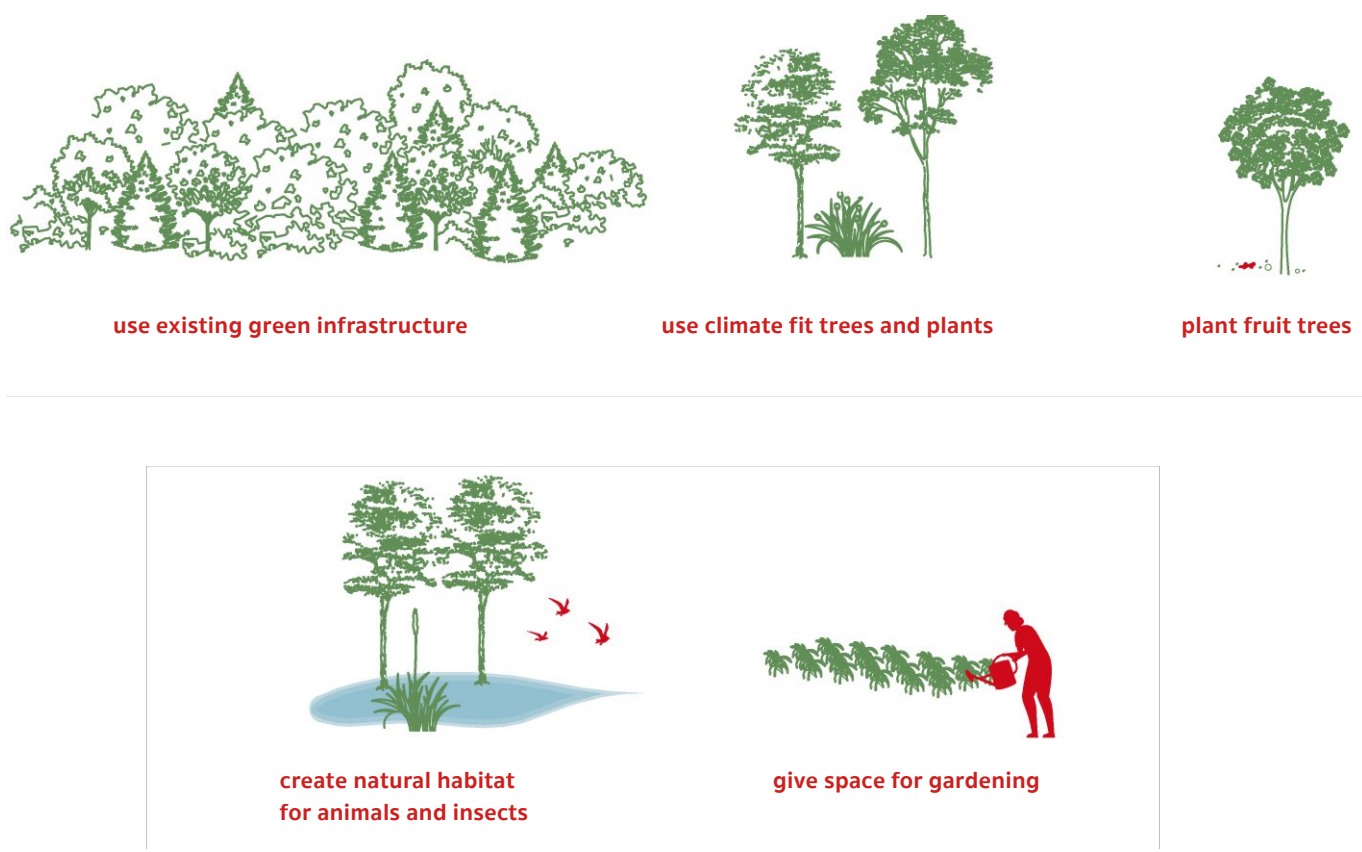 use existing green infrastructure
use climate fit trees and plants
plant fruit trees
create natural habitat
for animals and insects
give space for gardening